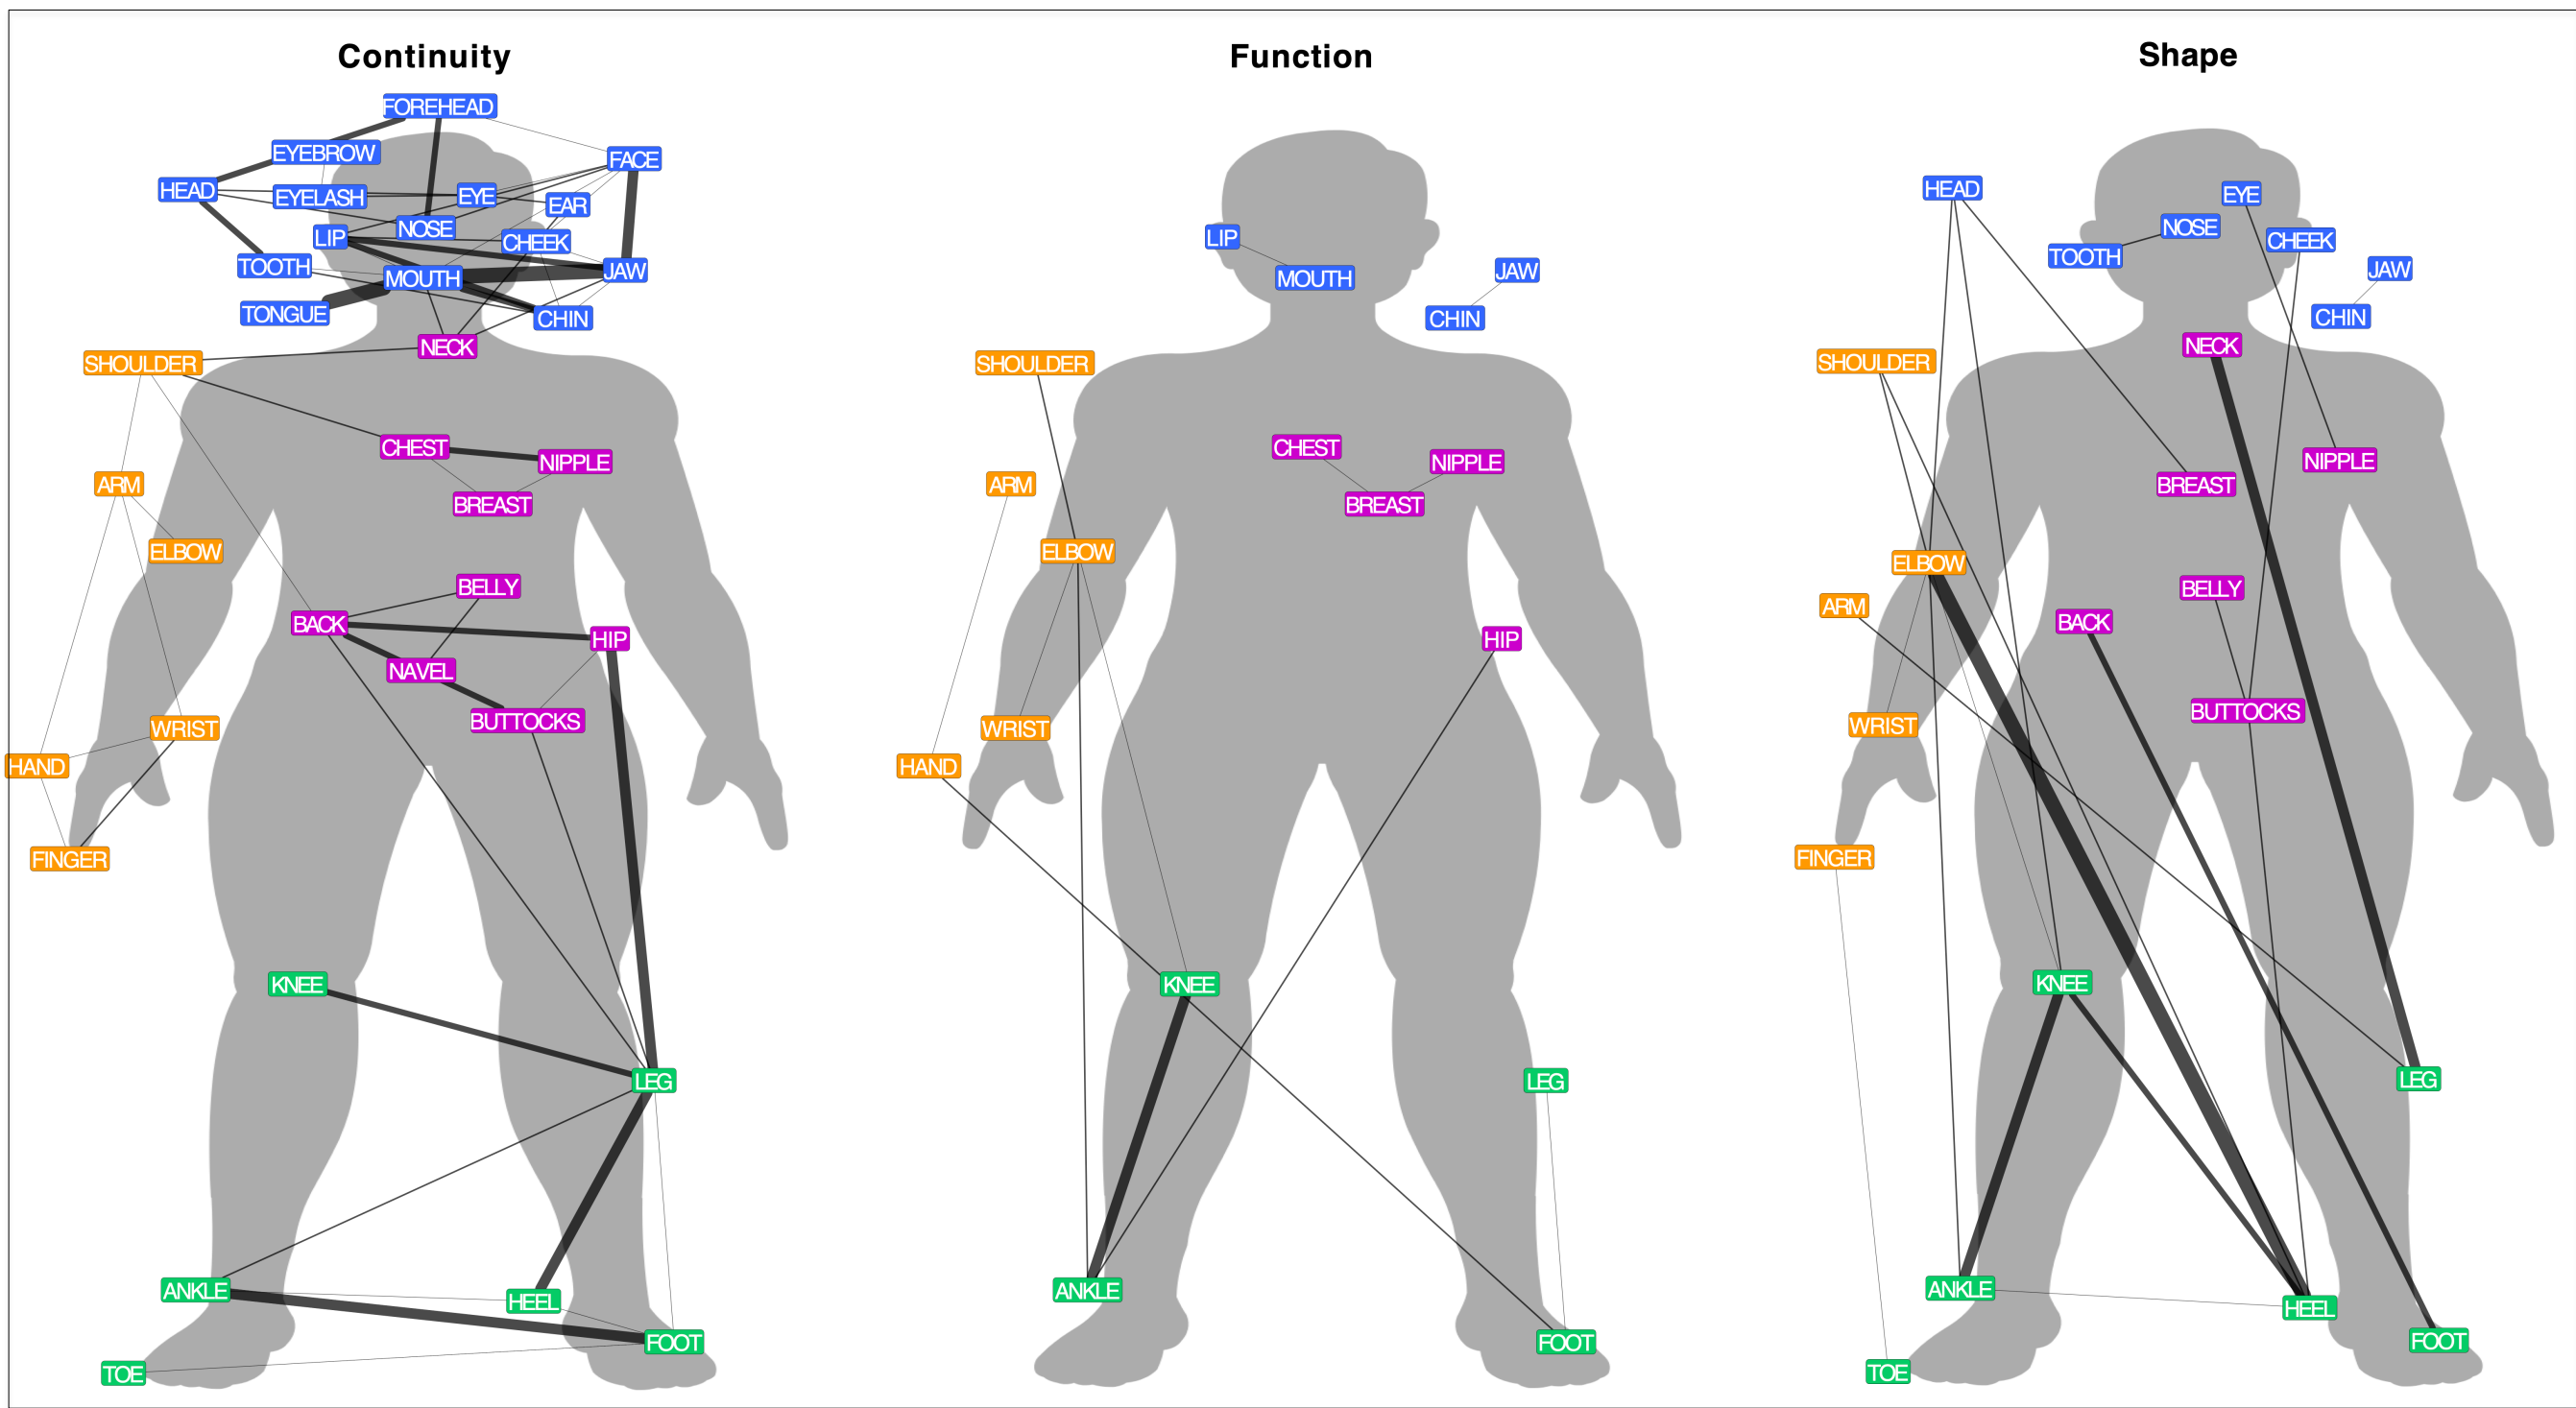 Continuity
FOREHEAD
EYEBROW
FACE
HEAD
EYELASH
EYE
EAR
NOSE
LIP
CHEEK
TOOTH
MOUTH
JAW
TONGUE
CHIN
NECK
SHOULDER
CHEST
NIPPLE
ARM
BREAST
ELBOW
BELLY
BACK
HIP
NAVEL
BUTTOCKS
WRIST
HAND
FINGER
KNEE
LEG
ANKLE
HEEL
FOOT
TOE
Function
LIP
MOUTH
JAW
CHIN
SHOULDER
CHEST
NIPPLE
ARM
BREAST
ELBOW
HIP
WRIST
HAND
KNEE
LEG
ANKLE
FOOT
Shape
HEAD
EYE
NOSE
CHEEK
TOOTH
JAW
CHIN
NECK
SHOULDER
NIPPLE
BREAST
ELBOW
BELLY
ARM
BACK
BUTTOCKS
WRIST
FINGER
KNEE
LEG
ANKLE
HEEL
FOOT
TOE